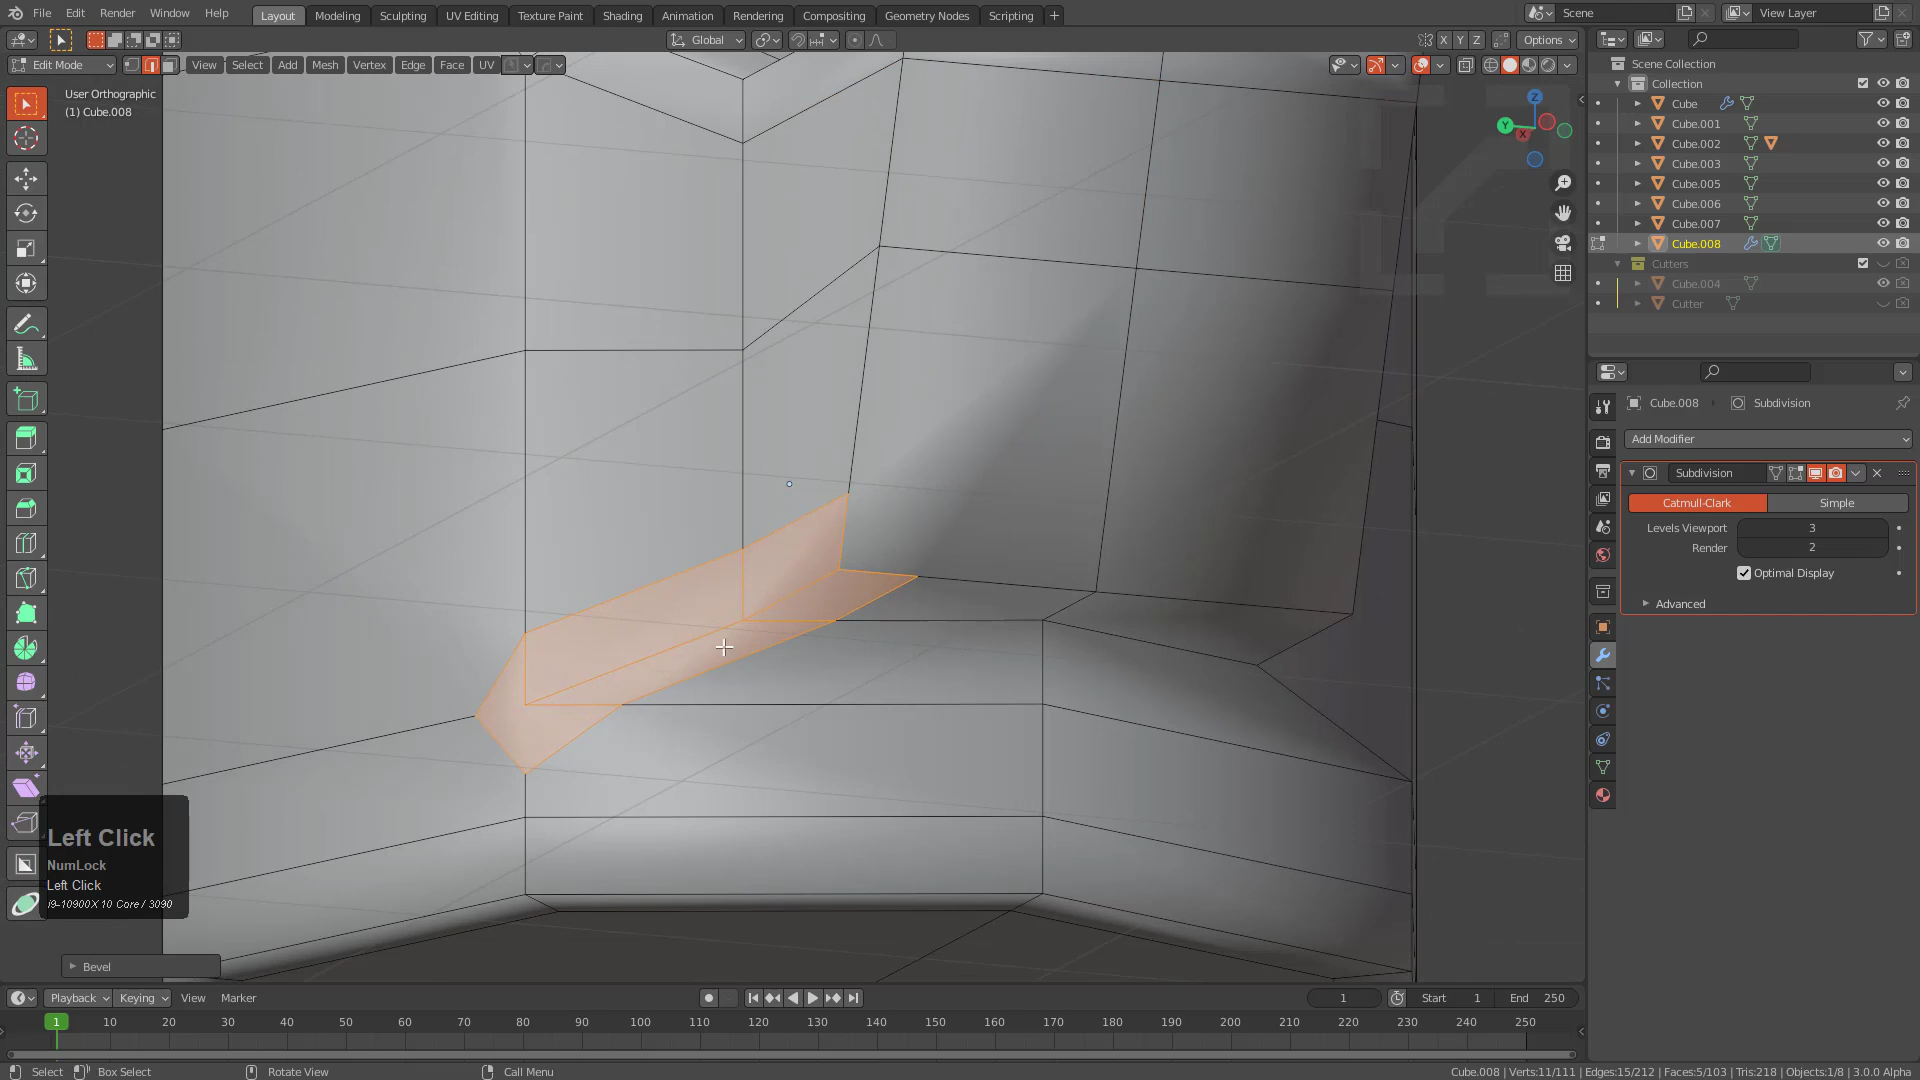 File Edit Render Window Help Layout Modeling Sculpting UV Editing Texture Paint Shading Animation Rendering Compositing Geometry Nodes Scripting + Scene View Layer
Global X Y Z Options
Edit Mode View Select Add Mesh Vertex Edge Face UV
User Orthographic
(1) Cube.008
Z
Y
X
Scene Collection
Collection
Cube
Cube.001
Cube.002
Cube.003
Cube.005
Cube.006
Cube.007
Cube.008
Cutters
Cube.004
Cutter
Cube.008 Subdivision
Add Modifier
Subdivision
Catmull-Clark Simple
Levels Viewport 3
Render 2
Optimal Display
Advanced
Left Click
NumLock
Left Click
i9-10900X 10 Core / 3090
Bevel
Playback Keying View Marker 1 Start 1 End 250
1 10 20 30 40 50 60 70 80 90 100 110 120 130 140 150 160 170 180 190 200 210 220 230 240 250
Select Box Select Rotate View Call Menu Cube.008 | Verts:11/111 | Edges:15/212 | Faces:5/103 | Tris:218 | Objects:1/8 | 3.0.0 Alpha